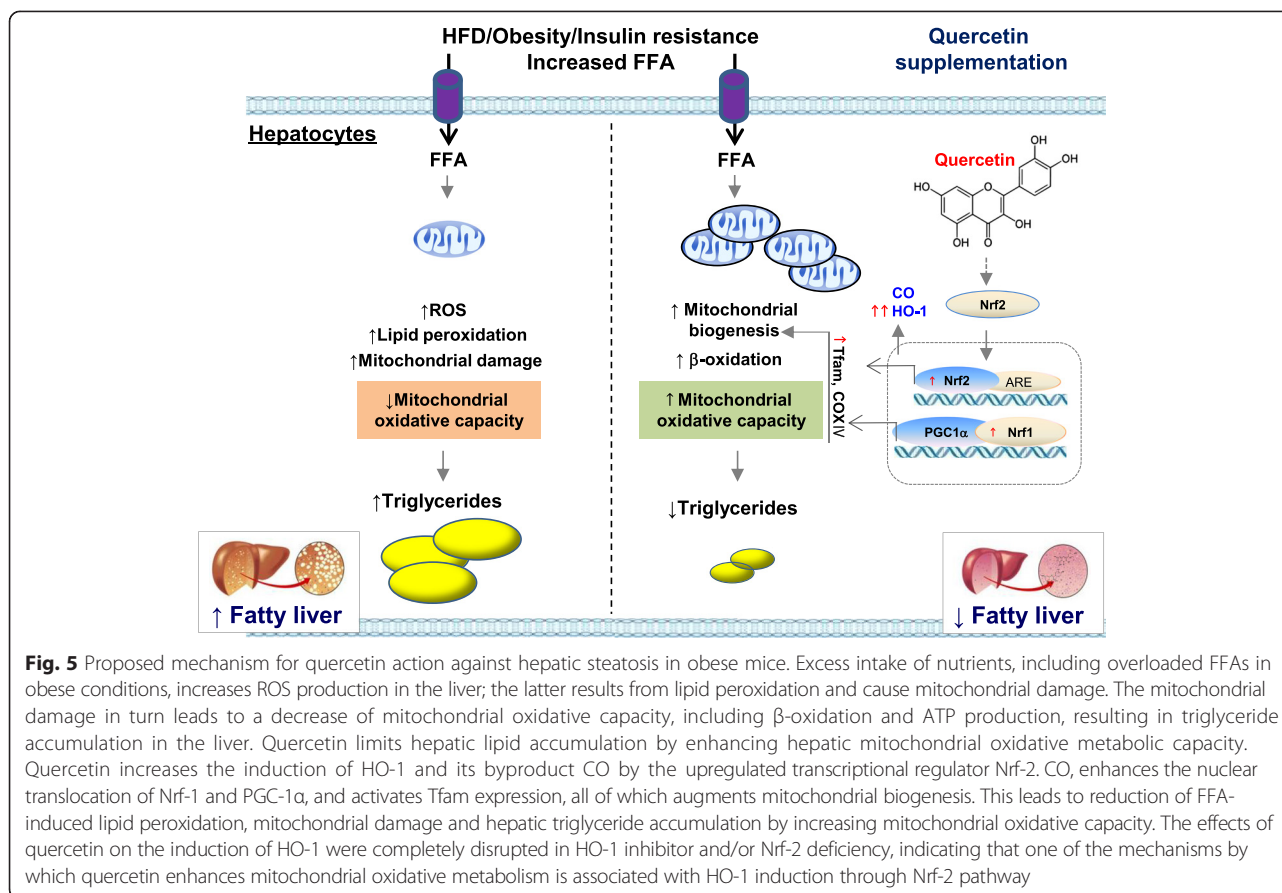 HFD/Obesity/Insulin resistance
Increased FFA
Quercetin
supplementation
Hepatocytes
FFA
FFA
Quercetin
OH
OH
HO
O
OH
OH
O
↑ROS
↑Lipid peroxidation
↑Mitochondrial damage
↓Mitochondrial
oxidative capacity
↑Triglycerides
↑ Fatty liver
↑ Mitochondrial
biogenesis
↑ β-oxidation
↑ Mitochondrial
oxidative capacity
↓Triglycerides
↑ Tfam, COXIV
CO
↑↑ HO-1
Nrf2
↑ Nrf2
ARE
PGC1α
↑ Nrf1
↓ Fatty liver
Fig. 5 Proposed mechanism for quercetin action against hepatic steatosis in obese mice. Excess intake of nutrients, including overloaded FFAs in
obese conditions, increases ROS production in the liver; the latter results from lipid peroxidation and cause mitochondrial damage. The mitochondrial
damage in turn leads to a decrease of mitochondrial oxidative capacity, including β-oxidation and ATP production, resulting in triglyceride
accumulation in the liver. Quercetin limits hepatic lipid accumulation by enhancing hepatic mitochondrial oxidative metabolic capacity.
Quercetin increases the induction of HO-1 and its byproduct CO by the upregulated transcriptional regulator Nrf-2. CO, enhances the nuclear
translocation of Nrf-1 and PGC-1α, and activates Tfam expression, all of which augments mitochondrial biogenesis. This leads to reduction of FFA-
induced lipid peroxidation, mitochondrial damage and hepatic triglyceride accumulation by increasing mitochondrial oxidative capacity. The effects of
quercetin on the induction of HO-1 were completely disrupted in HO-1 inhibitor and/or Nrf-2 deficiency, indicating that one of the mechanisms by
which quercetin enhances mitochondrial oxidative metabolism is associated with HO-1 induction through Nrf-2 pathway